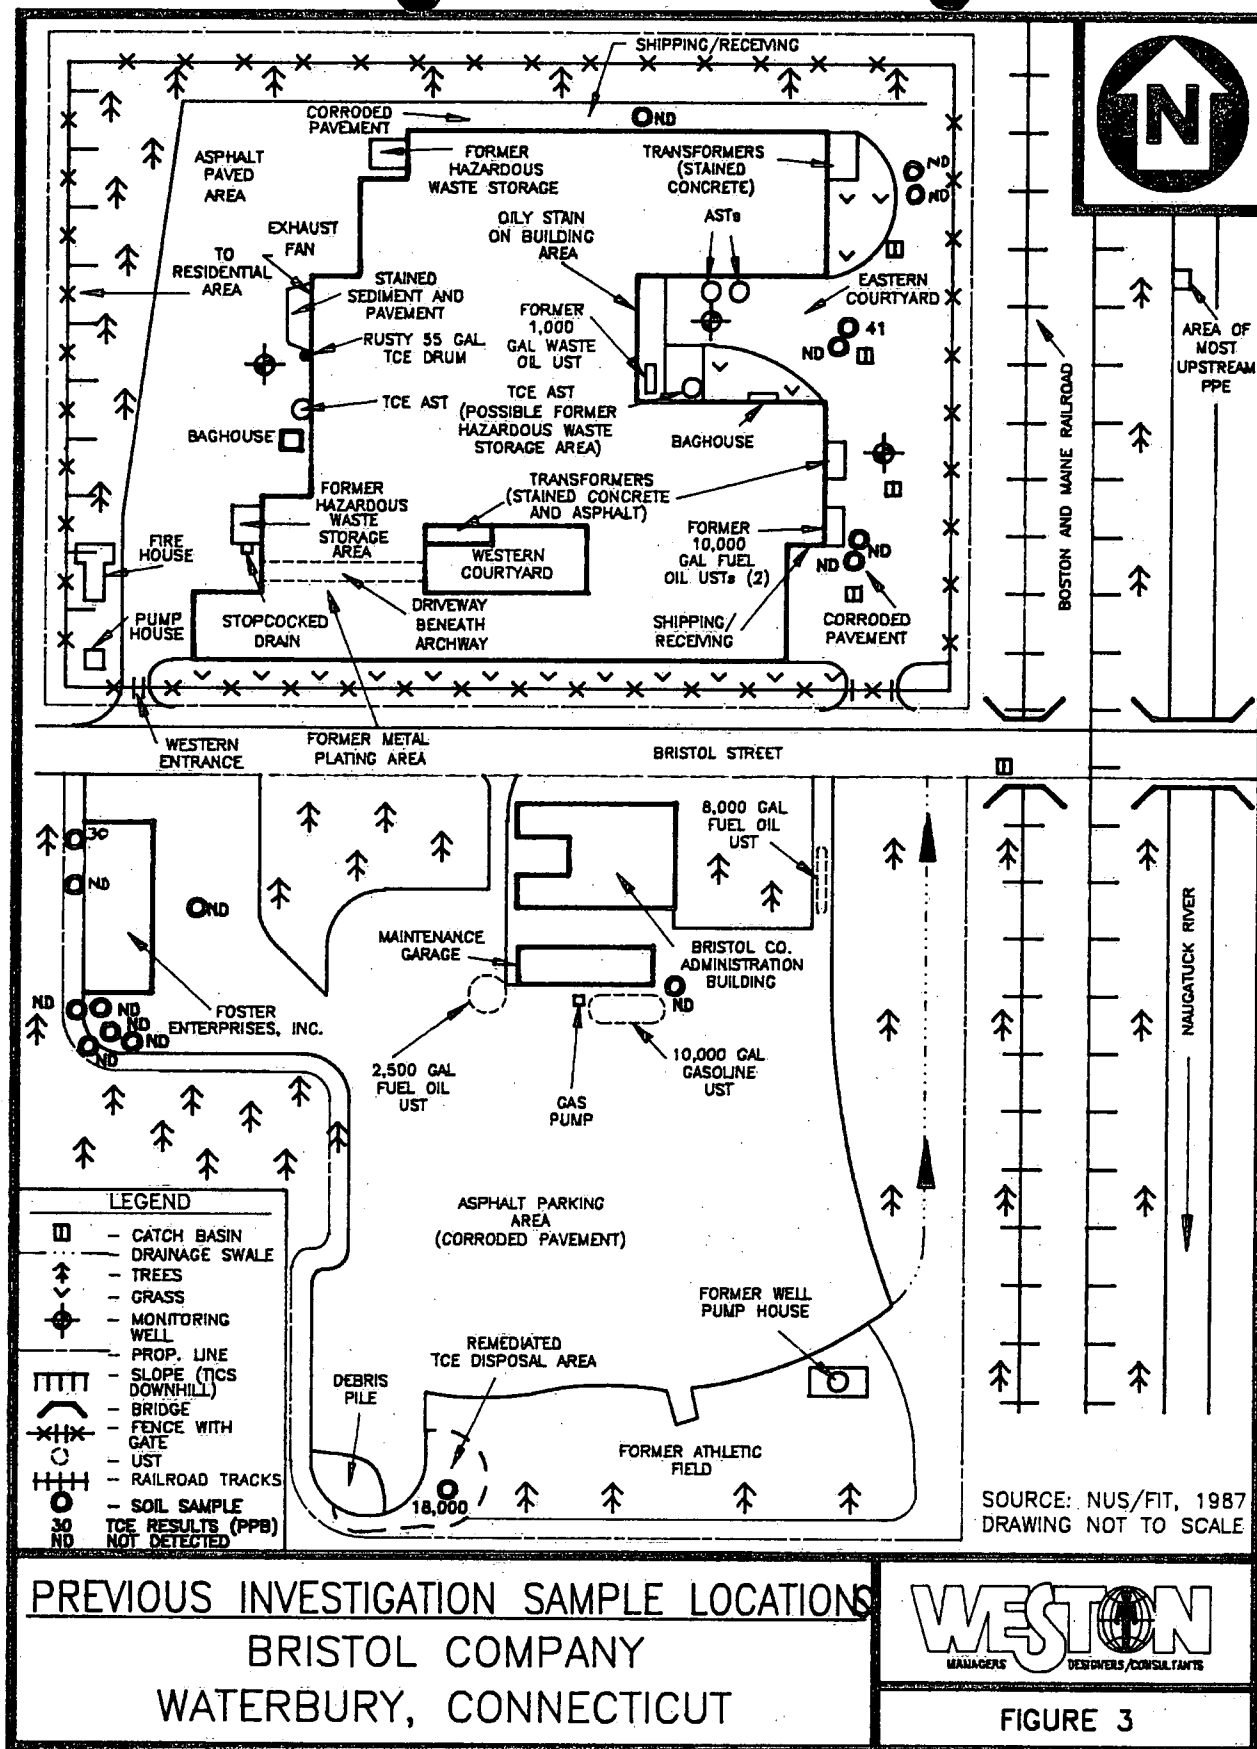 SHIPPING/RECEIVING
CORRODED
PAVEMENT
ND
N
ASPHALT
PAVED
AREA
FORMER
HAZARDOUS
WASTE STORAGE
TRANSFORMERS
(STAINED
CONCRETE)
ND
ND
OILY STAIN
ON BUILDING
AREA
ASTs
EXHAUST
FAN
TO
RESIDENTIAL
AREA
STAINED
SEDIMENT AND
PAVEMENT
EASTERN
COURTYARD
FORMER
1,000
GAL WASTE
OIL UST
41
ND
AREA OF
MOST
UPSTREAM
PPE
RUSTY 55 GAL
TCE DRUM
TCE AST
TCE AST
(POSSIBLE FORMER
HAZARDOUS WASTE
STORAGE AREA)
BAGHOUSE
BAGHOUSE
BOSTON AND MAINE RAILROAD
TRANSFORMERS
(STAINED CONCRETE
AND ASPHALT)
FORMER
HAZARDOUS
WASTE
STORAGE
AREA
FORMER
10,000
GAL FUEL
OIL USTs (2)
ND
ND
FIRE
HOUSE
WESTERN
COURTYARD
PUMP
HOUSE
STOPCOCKED
DRAIN
DRIVEWAY
BENEATH
ARCHWAY
SHIPPING/
RECEIVING
CORRODED
PAVEMENT
WESTERN
ENTRANCE
FORMER METAL
PLATING AREA
BRISTOL STREET
30
ND
ND
8,000 GAL
FUEL OIL
UST
MAINTENANCE
GARAGE
BRISTOL CO.
ADMINISTRATION
BUILDING
ND
NAUGATUCK RIVER
ND
ND
ND
ND
ND
FOSTER
ENTERPRISES, INC.
2,500 GAL
FUEL OIL
UST
GAS
PUMP
10,000 GAL
GASOLINE
UST
ASPHALT PARKING
AREA
(CORRODED PAVEMENT)
FORMER WELL
PUMP HOUSE
REMEDIATED
TCE DISPOSAL AREA
DEBRIS
PILE
18,000
FORMER ATHLETIC
FIELD
LEGEND
- CATCH BASIN
- DRAINAGE SWALE
- TREES
- GRASS
- MONITORING
WELL
- PROP. LINE
- SLOPE (TICS
DOWNHILL)
- BRIDGE
- FENCE WITH
GATE
- UST
- RAILROAD TRACKS
- SOIL SAMPLE
30 TCE RESULTS (PPB)
ND NOT DETECTED
SOURCE: NUS/FIT, 1987
DRAWING NOT TO SCALE
PREVIOUS INVESTIGATION SAMPLE LOCATIONS
BRISTOL COMPANY
WATERBURY, CONNECTICUT
WESTON
MANAGERS DESIGNERS/CONSULTANTS
FIGURE 3